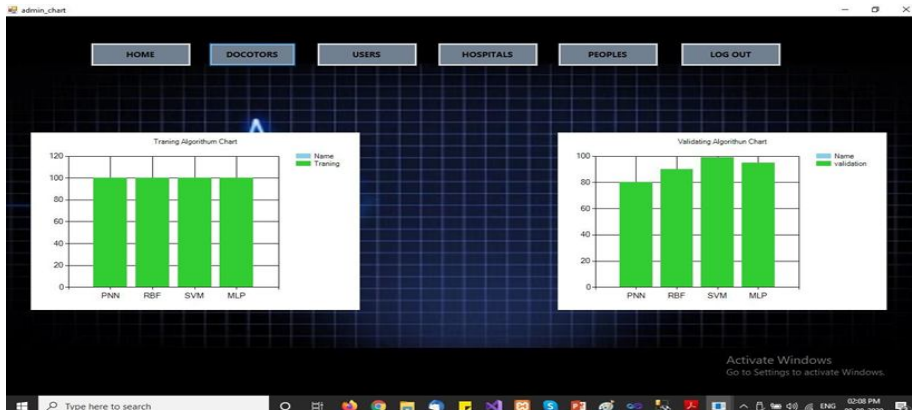 admin_chart
HOME DOCOTORS USERS HOSPITALS PEOPLES LOG OUT
Traning Algorithum Chart
120
100
80
60
40
20
0
PNN RBF SVM MLP
Name
Traning
Validating Algorithun Chart
100
80
60
40
20
0
PNN RBF SVM MLP
Name
validation
Activate Windows
Go to Settings to activate Windows.
Type here to search
ENG
02:08 PM